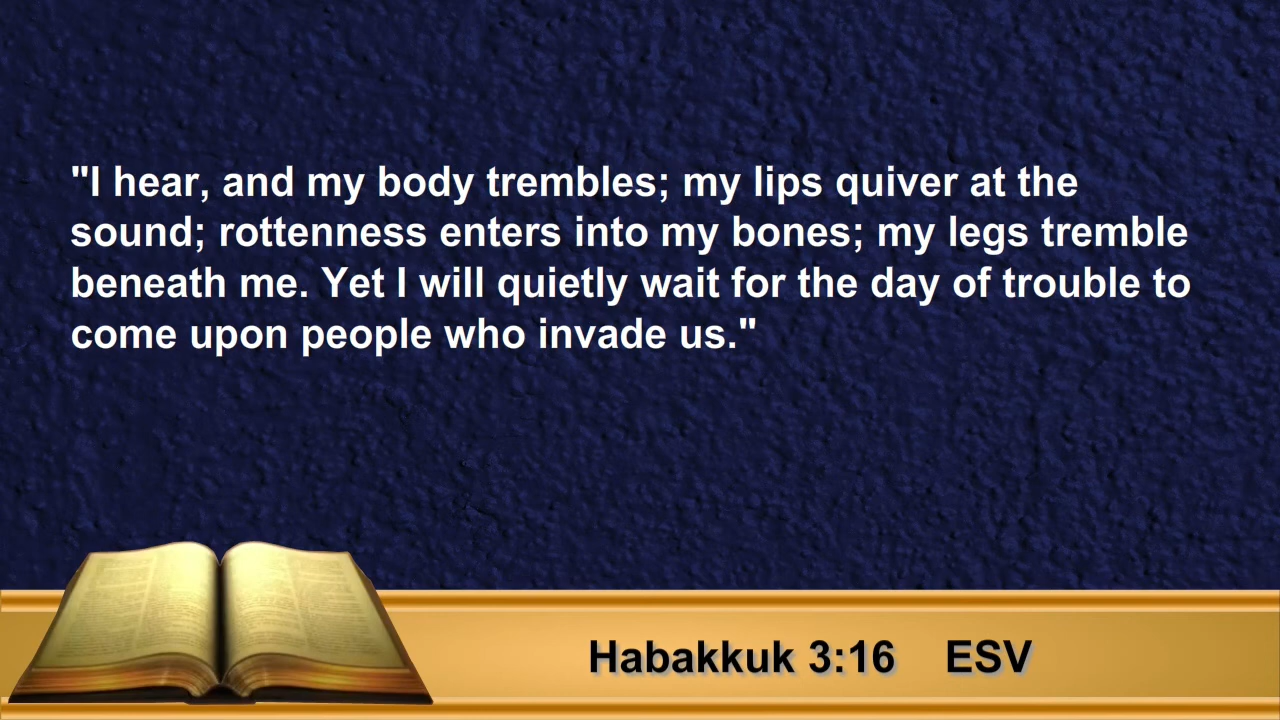 "I hear, and my body trembles; my lips quiver at the
sound; rottenness enters into my bones; my legs tremble
beneath me. Yet I will quietly wait for the day of trouble to
come upon people who invade us."
Habakkuk 3:16 ESV